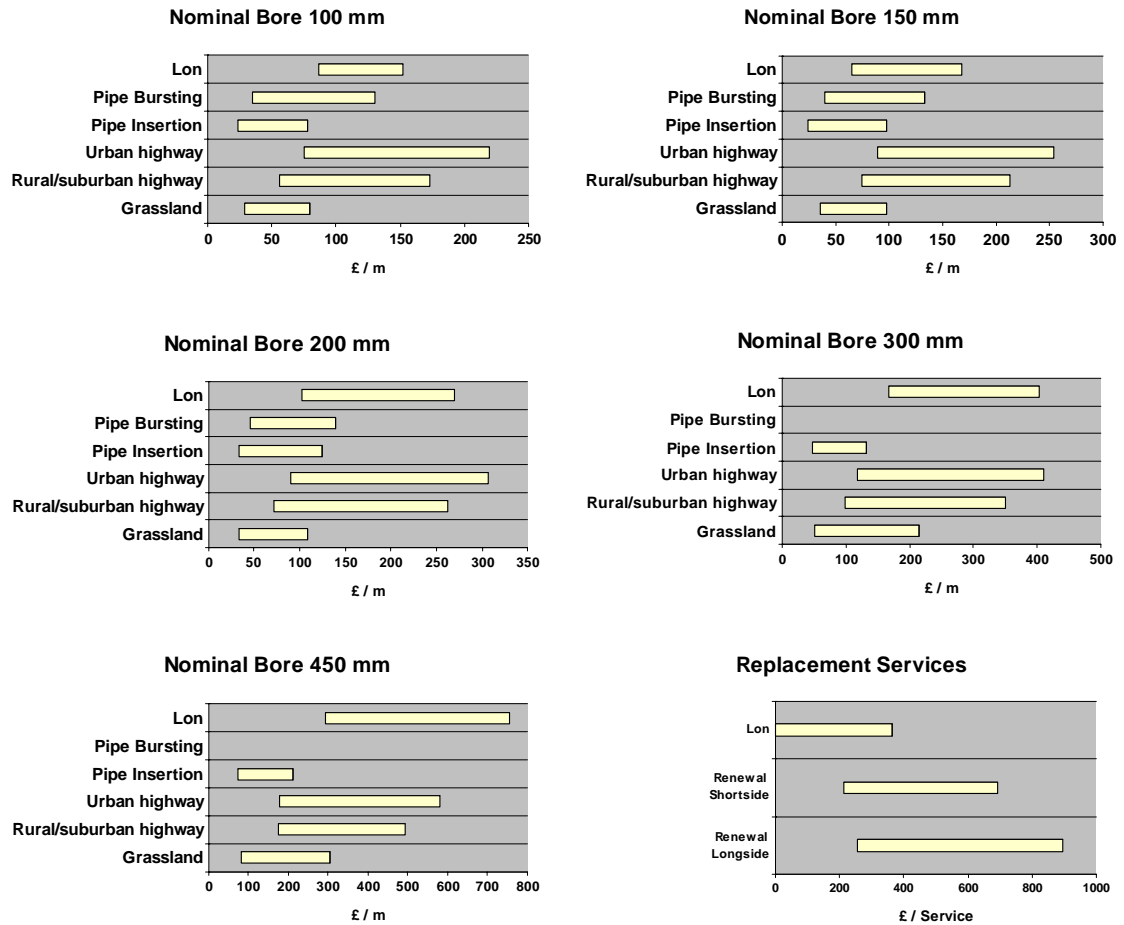 Nominal Bore 100 mm
Lon
Pipe Bursting
Pipe Insertion
Urban highway
Rural/suburban highway
Grassland
0 50 100 150 200 250
£ / m
Nominal Bore 150 mm
Lon
Pipe Bursting
Pipe Insertion
Urban highway
Rural/suburban highway
Grassland
0 50 100 150 200 250 300
£ / m
Nominal Bore 200 mm
Lon
Pipe Bursting
Pipe Insertion
Urban highway
Rural/suburban highway
Grassland
0 50 100 150 200 250 300 350
£ / m
Nominal Bore 300 mm
Lon
Pipe Bursting
Pipe Insertion
Urban highway
Rural/suburban highway
Grassland
0 100 200 300 400 500
£ / m
Nominal Bore 450 mm
Lon
Pipe Bursting
Pipe Insertion
Urban highway
Rural/suburban highway
Grassland
0 100 200 300 400 500 600 700 800
£ / m
Replacement Services
Lon
Renewal
Shortside
Renewal
Longside
0 200 400 600 800 1000
£ / Service